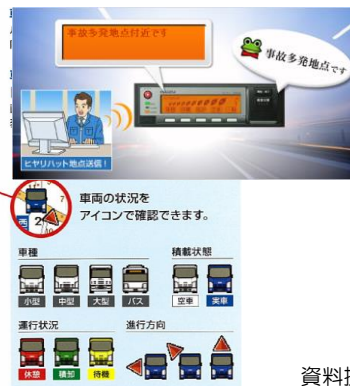 事故多発地点付近です
事故多発地点です
ヒヤリハット地点送信！
車両の状況を
アイコンで確認できます。
7
西
2
車種
積載状態
小型
中型
大型
バス
空車
実車
運行状況
進行方向
休憩
積卸
待機
資料